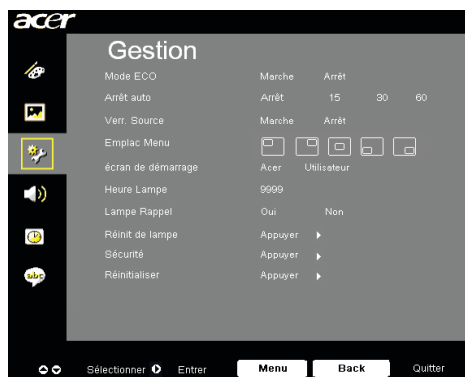 acer
Gestion
Mode ECO Marche Arrêt
Arrêt auto Arrêt 15 30 60
Verr. Source Marche Arrêt
Emplac Menu
écran de démarrage Acer Utilisateur
Heure Lampe 9999
Lampe Rappel Oui Non
Réinit de lampe Appuyer
Sécurité Appuyer
Réinitialiser Appuyer
abc
Sélectionner Entrer Menu Back Quitter